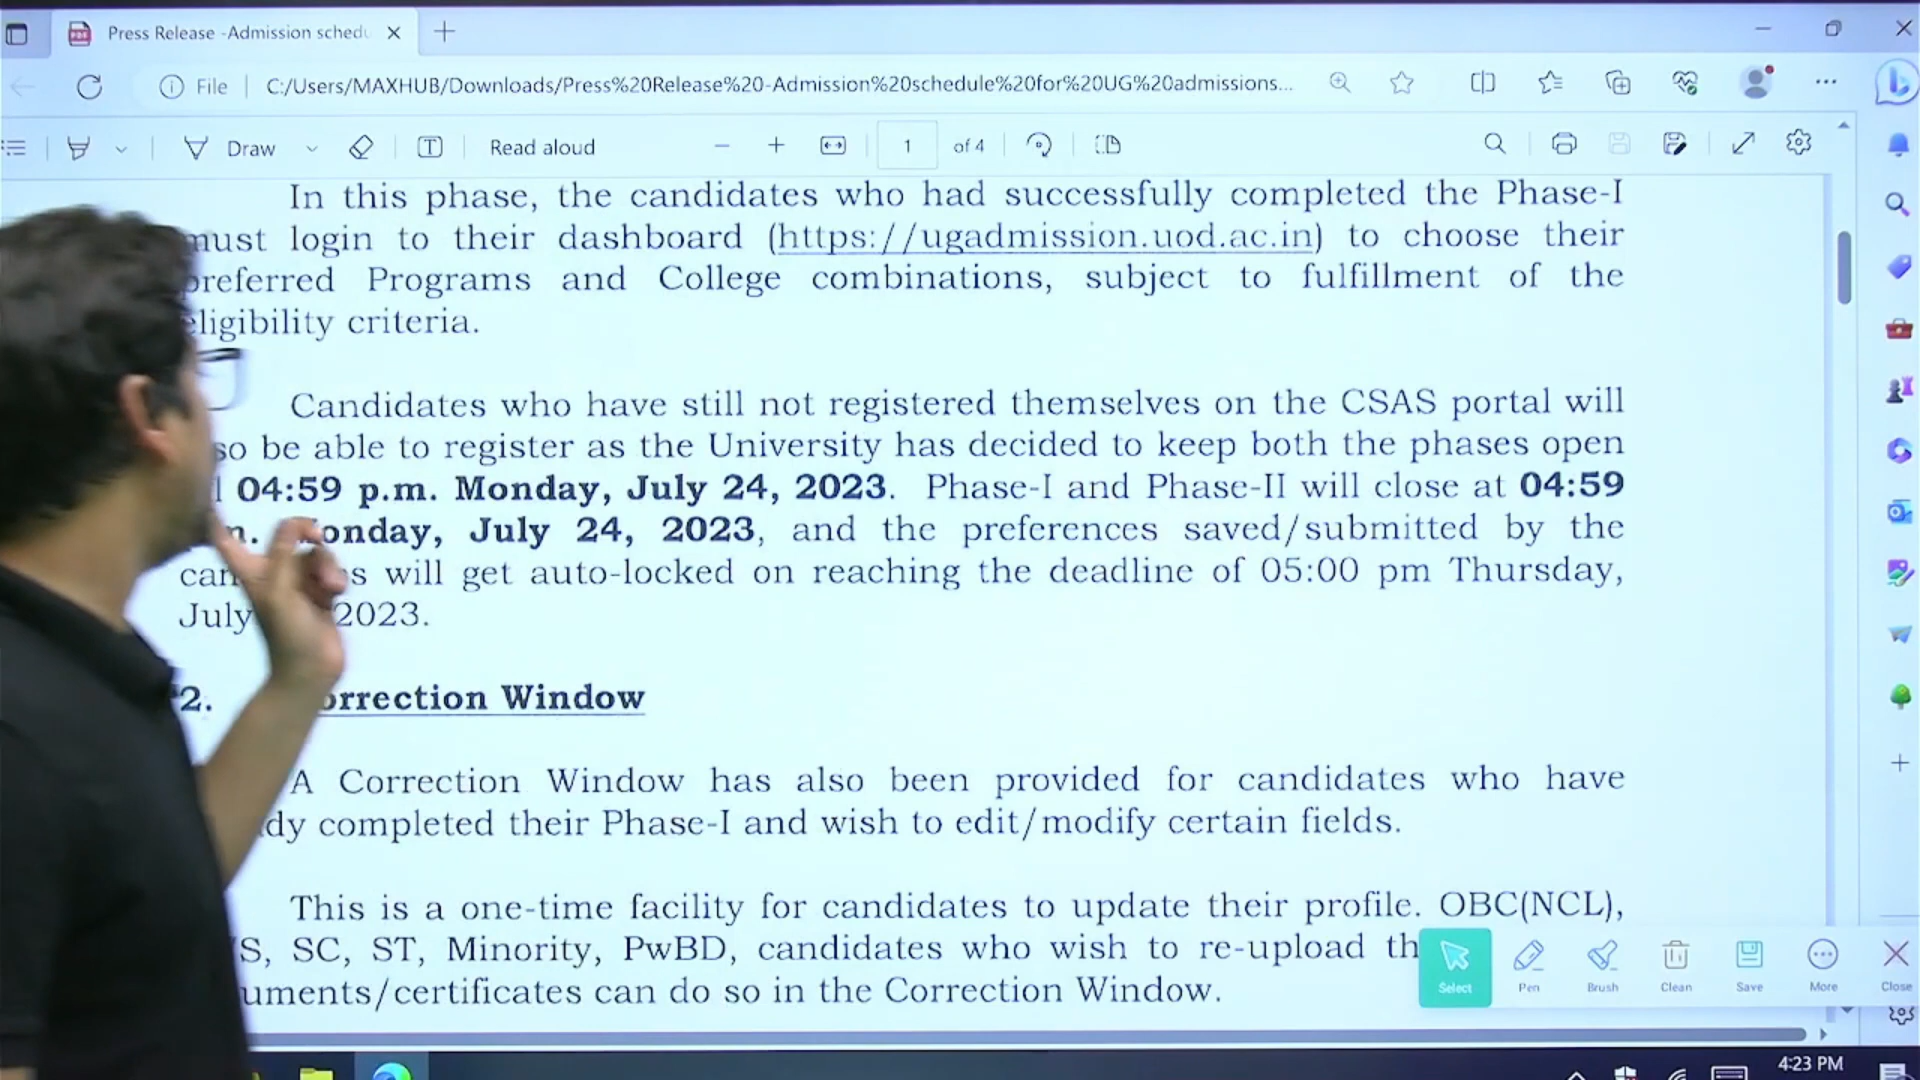 Press Release -Admission schedu
File
C:/Users/MAXHUB/Downloads/Press%20Release%20-Admission%20schedule%20for%20UG%20admissions...
Draw
Read aloud
1 of 4
In this phase, the candidates who had successfully completed the Phase-I
must login to their dashboard (https://ugadmission.uod.ac.in) to choose their
preferred Programs and College combinations, subject to fulfillment of the
eligibility criteria.
Candidates who have still not registered themselves on the CSAS portal will
so be able to register as the University has decided to keep both the phases open
04:59 p.m. Monday, July 24, 2023. Phase-I and Phase-II will close at 04:59
onday, July 24, 2023, and the preferences saved/submitted by the
can s will get auto-locked on reaching the deadline of 05:00 pm Thursday,
July 2023.
2. orrection Window
A Correction Window has also been provided for candidates who have
dy completed their Phase-I and wish to edit/modify certain fields.
This is a one-time facility for candidates to update their profile. OBC(NCL),
S, SC, ST, Minority, PwBD, candidates who wish to re-upload th
uments/certificates can do so in the Correction Window.
Select Pen Brush Clean Save More Close
4:23 PM